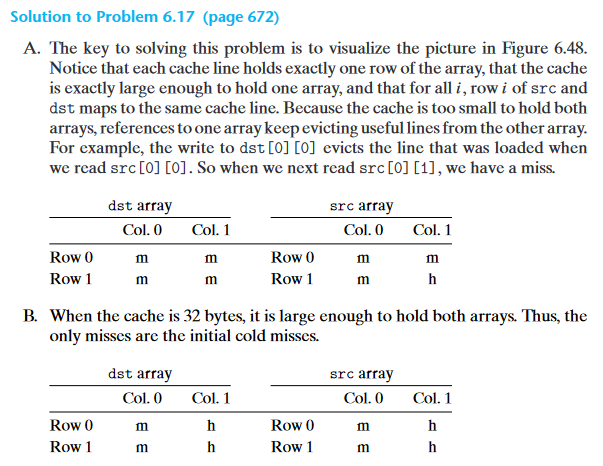 Solution to Problem 6.17 (page 672)
A. The key to solving this problem is to visualize the picture in Figure 6.48.
Notice that each cache line holds exactly one row of the array, that the cache
is exactly large enough to hold one array, and that for all i, row i of src and
dst maps to the same cache line. Because the cache is too small to hold both
arrays, references to one array keep evicting useful lines from the other array.
For example, the write to dst[0][0] evicts the line that was loaded when
we read src[0][0]. So when we next read src[0][1], we have a miss.
dst array src array
Col. 0 Col. 1 Col. 0 Col. 1
Row 0 m m Row 0 m m
Row 1 m m Row 1 m h
B. When the cache is 32 bytes, it is large enough to hold both arrays. Thus, the
only misses are the initial cold misses.
dst array src array
Col. 0 Col. 1 Col. 0 Col. 1
Row 0 m h Row 0 m h
Row 1 m h Row 1 m h